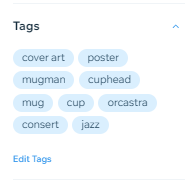 Tags
cover art poster
mugman cuphead
mug cup orcastra
consert jazz
Edit Tags